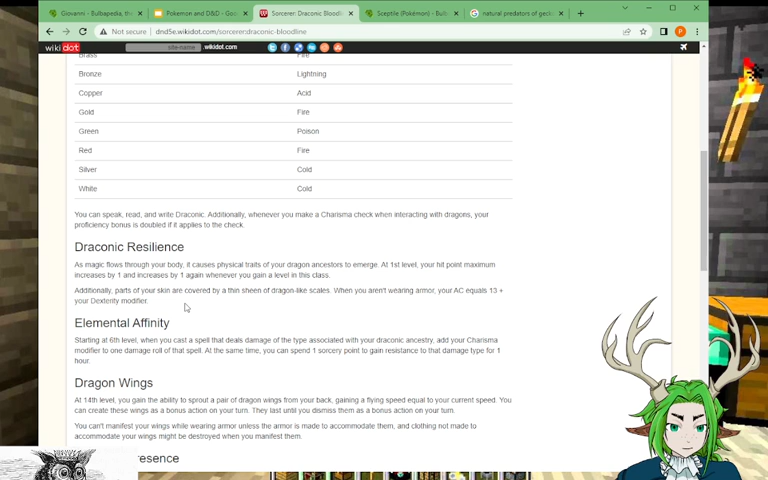 Giovanni - Bulbapedia, the
Pokemon and D&D - Goo
Sorcerer: Draconic Bloodli
Sceptile (Pokémon) - Bulb
natural predators of gecko
Not secure
dnd5e.wikidot.com/sorcerer:draconic-bloodline
wikidot
site-name
.wikidot.com
Brass Fire
Bronze Lightning
Copper Acid
Gold Fire
Green Poison
Red Fire
Silver Cold
White Cold
You can speak, read, and write Draconic. Additionally, whenever you make a Charisma check when interacting with dragons, your
proficiency bonus is doubled if it applies to the check.
Draconic Resilience
As magic flows through your body, it causes physical traits of your dragon ancestors to emerge. At 1st level, your hit point maximum
increases by 1 and increases by 1 again whenever you gain a level in this class.
Additionally, parts of your skin are covered by a thin sheen of dragon-like scales. When you aren't wearing armor, your AC equals 13 +
your Dexterity modifier.
Elemental Affinity
Starting at 6th level, when you cast a spell that deals damage of the type associated with your draconic ancestry, add your Charisma
modifier to one damage roll of that spell. At the same time, you can spend 1 sorcery point to gain resistance to that damage type for 1
hour.
Dragon Wings
At 14th level, you gain the ability to sprout a pair of dragon wings from your back, gaining a flying speed equal to your current speed. You
can create these wings as a bonus action on your turn. They last until you dismiss them as a bonus action on your turn.
You can't manifest your wings while wearing armor unless the armor is made to accommodate them, and clothing not made to
accommodate your wings might be destroyed when you manifest them.
resence